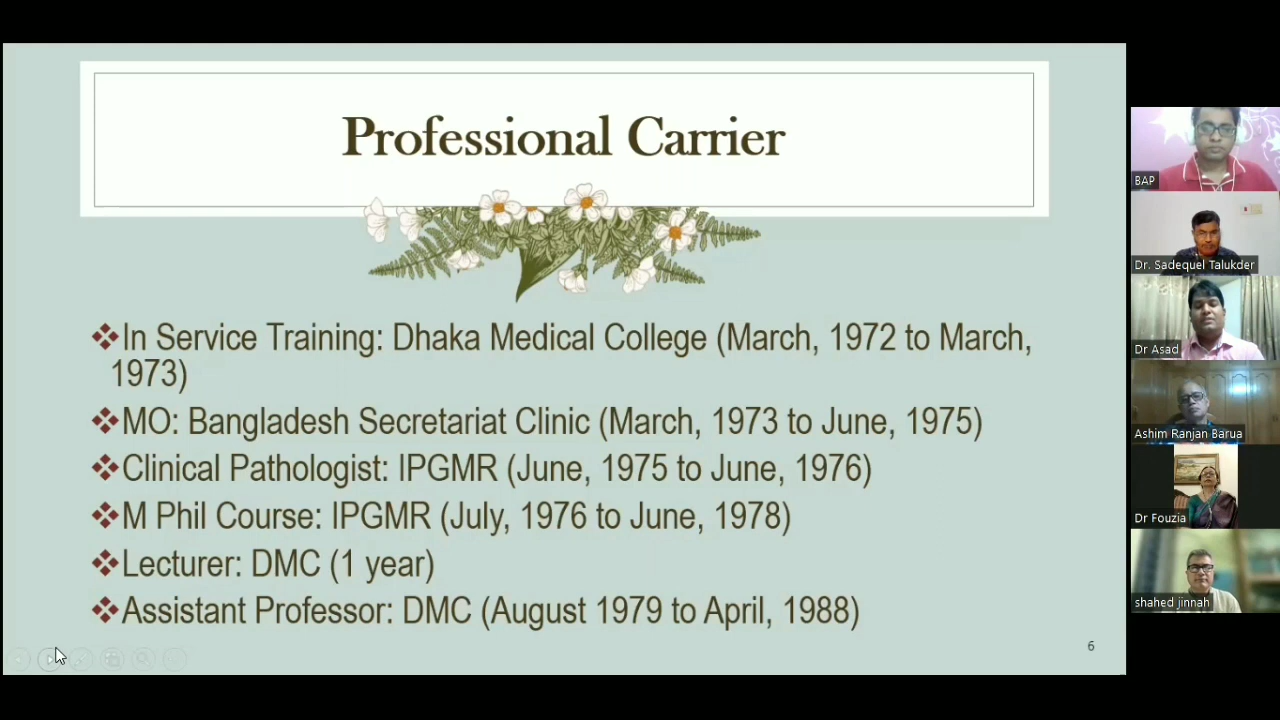 Professional Carrier
❖In Service Training: Dhaka Medical College (March, 1972 to March,
1973)
❖MO: Bangladesh Secretariat Clinic (March, 1973 to June, 1975)
❖Clinical Pathologist: IPGMR (June, 1975 to June, 1976)
❖M Phil Course: IPGMR (July, 1976 to June, 1978)
❖Lecturer: DMC (1 year)
❖Assistant Professor: DMC (August 1979 to April, 1988)
6
BAP
Dr. Sadequel Talukder
Dr Asad
Ashim Ranjan Barua
Dr Fouzia
shahed jinnah